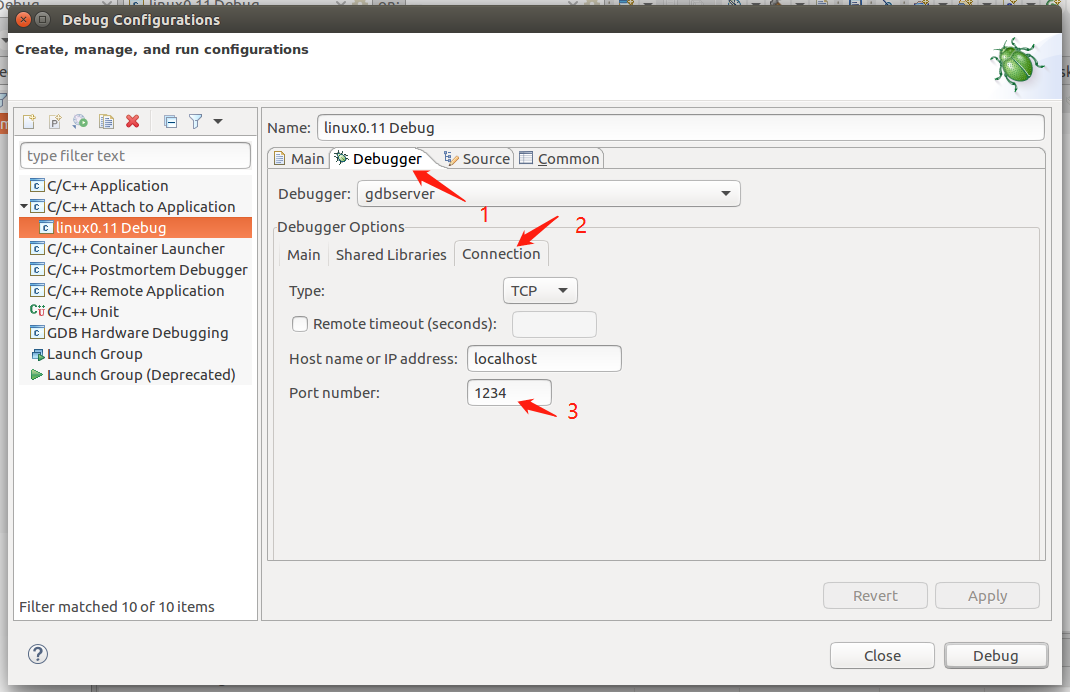 Debug Configurations
Create, manage, and run configurations
type filter text
C/C++ Application
C/C++ Attach to Application
linux0.11 Debug
C/C++ Container Launcher
C/C++ Postmortem Debugger
C/C++ Remote Application
C/C++ Unit
GDB Hardware Debugging
Launch Group
Launch Group (Deprecated)
Filter matched 10 of 10 items
Name: linux0.11 Debug
Main Debugger Source Common
Debugger: gdbserver
1
2
Debugger Options
Main Shared Libraries Connection
Type: TCP
Remote timeout (seconds):
Host name or IP address: localhost
Port number: 1234
3
Revert Apply
Close Debug